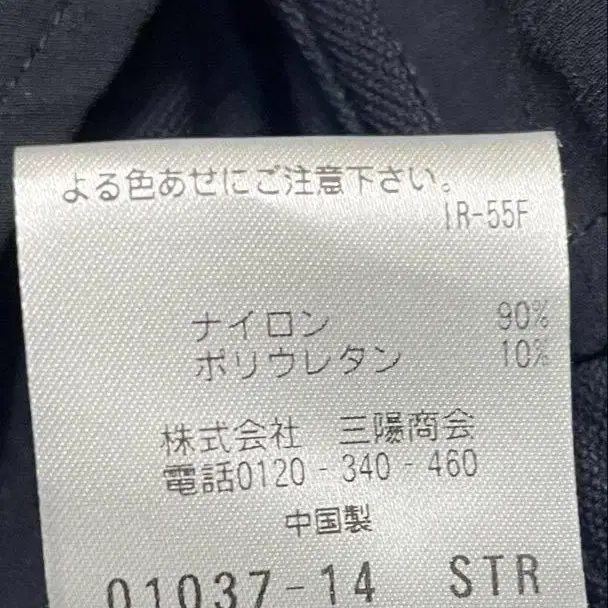 よる色あせにご注意下さい。
IR-55F
ナイロン 90%
ポリウレタン 10%
株式会社 三陽商会
電話0120-340-460
中国製
01037-14 STR